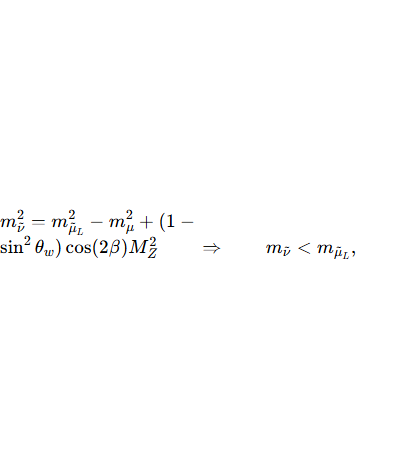 m_{\tilde{\nu}}^2 = m_{\tilde{\mu}_L}^2 - m_{\mu}^2 + (1 -
\sin^2 \theta_w) \cos(2\beta) M_Z^2 \quad \Rightarrow \quad m_{\tilde{\nu}} < m_{\tilde{\mu}_L},